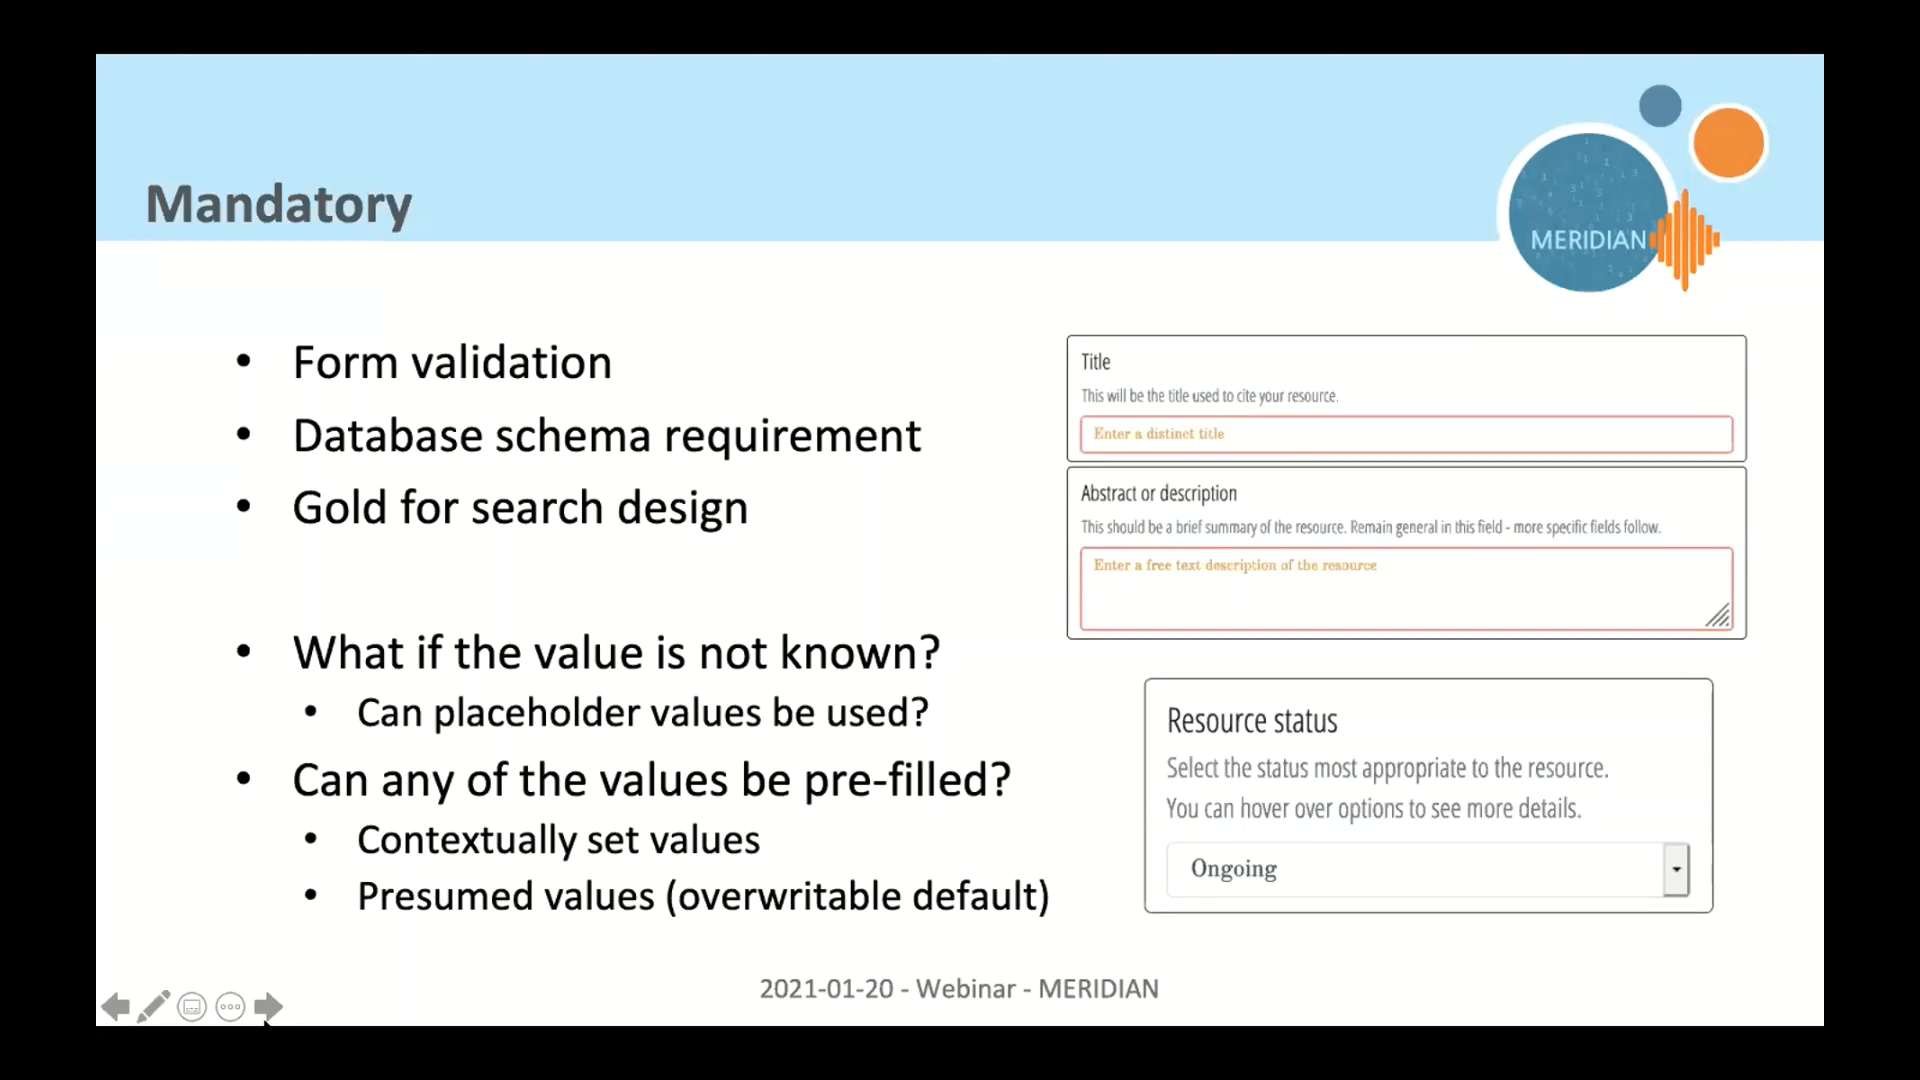 Mandatory
MERIDIAN
• Form validation
• Database schema requirement
• Gold for search design
• What if the value is not known?
• Can placeholder values be used?
• Can any of the values be pre-filled?
• Contextually set values
• Presumed values (overwritable default)
Title
This will be the title used to cite your resource.
Enter a distinct title
Abstract or description
This should be a brief summary of the resource. Remain general in this field - more specific fields follow.
Enter a free text description of the resource
Resource status
Select the status most appropriate to the resource.
You can hover over options to see more details.
Ongoing
2021-01-20 - Webinar - MERIDIAN